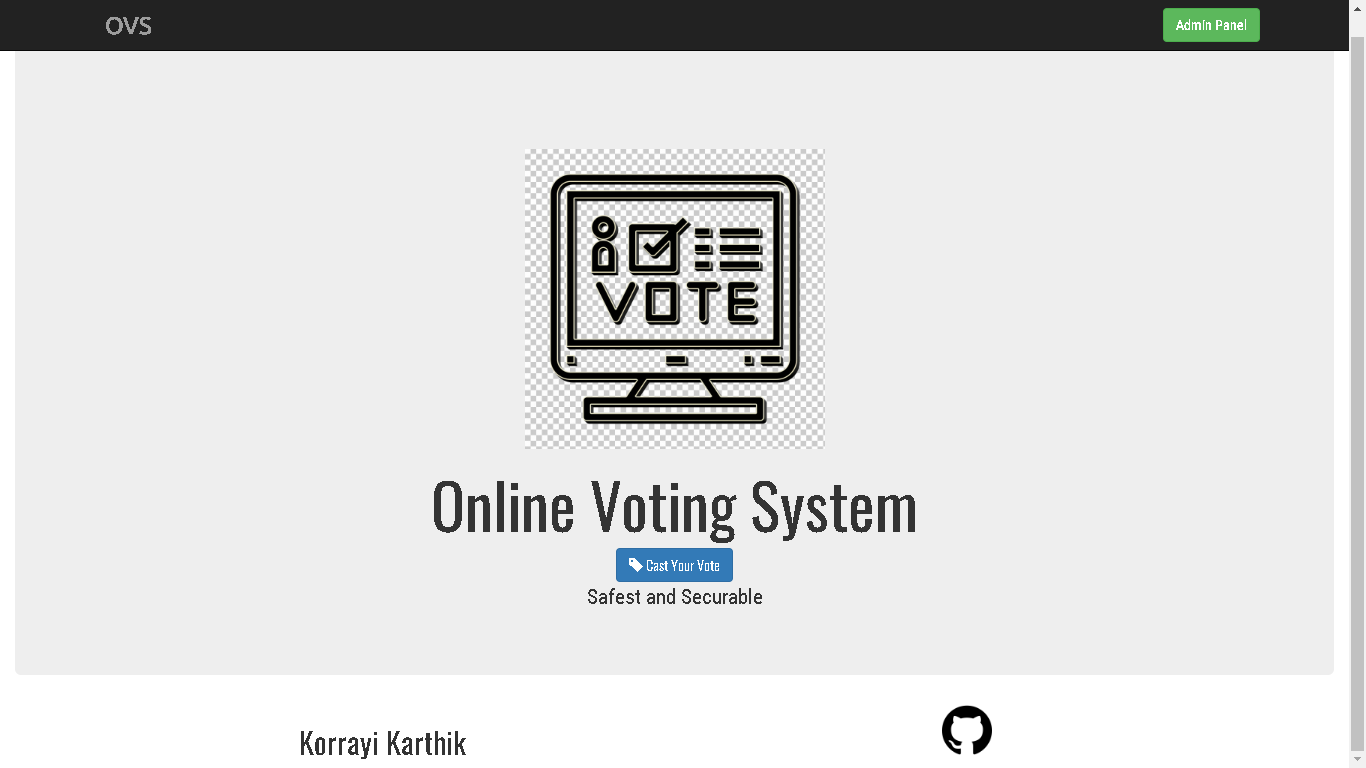 OVS
Admin Panel
VOTE
Online Voting System
Cast Your Vote
Safest and Securable
Korrayi Karthik